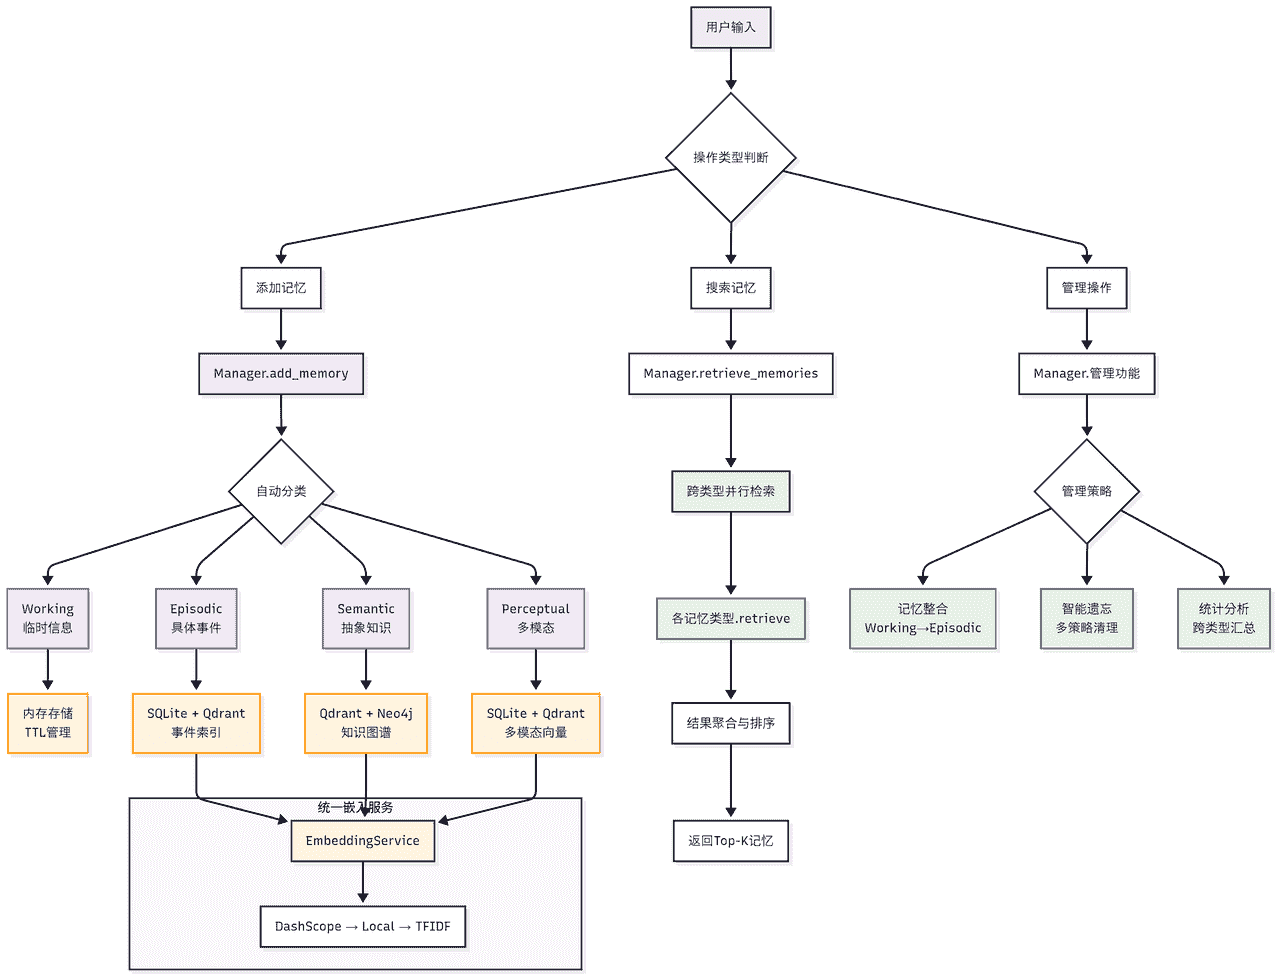 用户输入
操作类型判断
添加记忆
搜索记忆
管理操作
Manager.add_memory
Manager.retrieve_memories
Manager.管理功能
自动分类
跨类型并行检索
管理策略
Working
临时信息
Episodic
具体事件
Semantic
抽象知识
Perceptual
多模态
各记忆类型.retrieve
记忆整合
Working→Episodic
智能遗忘
多策略清理
统计分析
跨类型汇总
内存存储
TTL管理
SQLite + Qdrant
事件索引
Qdrant + Neo4j
知识图谱
SQLite + Qdrant
多模态向量
结果聚合与排序
统一嵌入服务
EmbeddingService
返回Top-K记忆
DashScope → Local → TFIDF